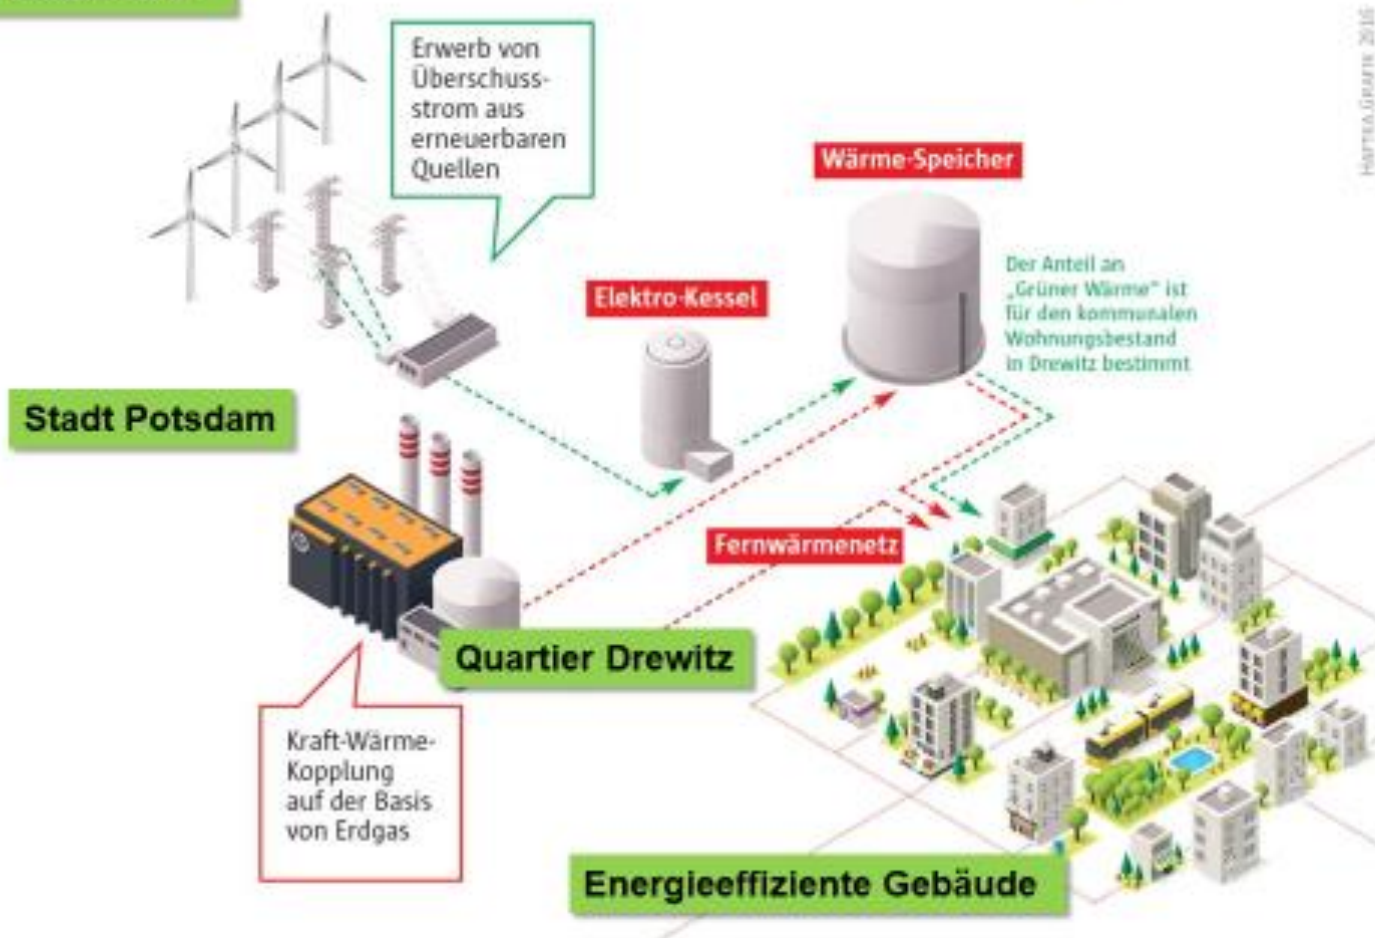 Erwerb von
Überschuss-
strom aus
erneuerbaren
Quellen
Wärme-Speicher
Der Anteil an
„Grüner Wärme" ist
für den kommunalen
Wohnungsbestand
in Drewitz bestimmt
Elektro-Kessel
Stadt Potsdam
Fernwärmenetz
Quartier Drewitz
Kraft-Wärme-
Kopplung
auf der Basis
von Erdgas
Energieeffiziente Gebäude
2016